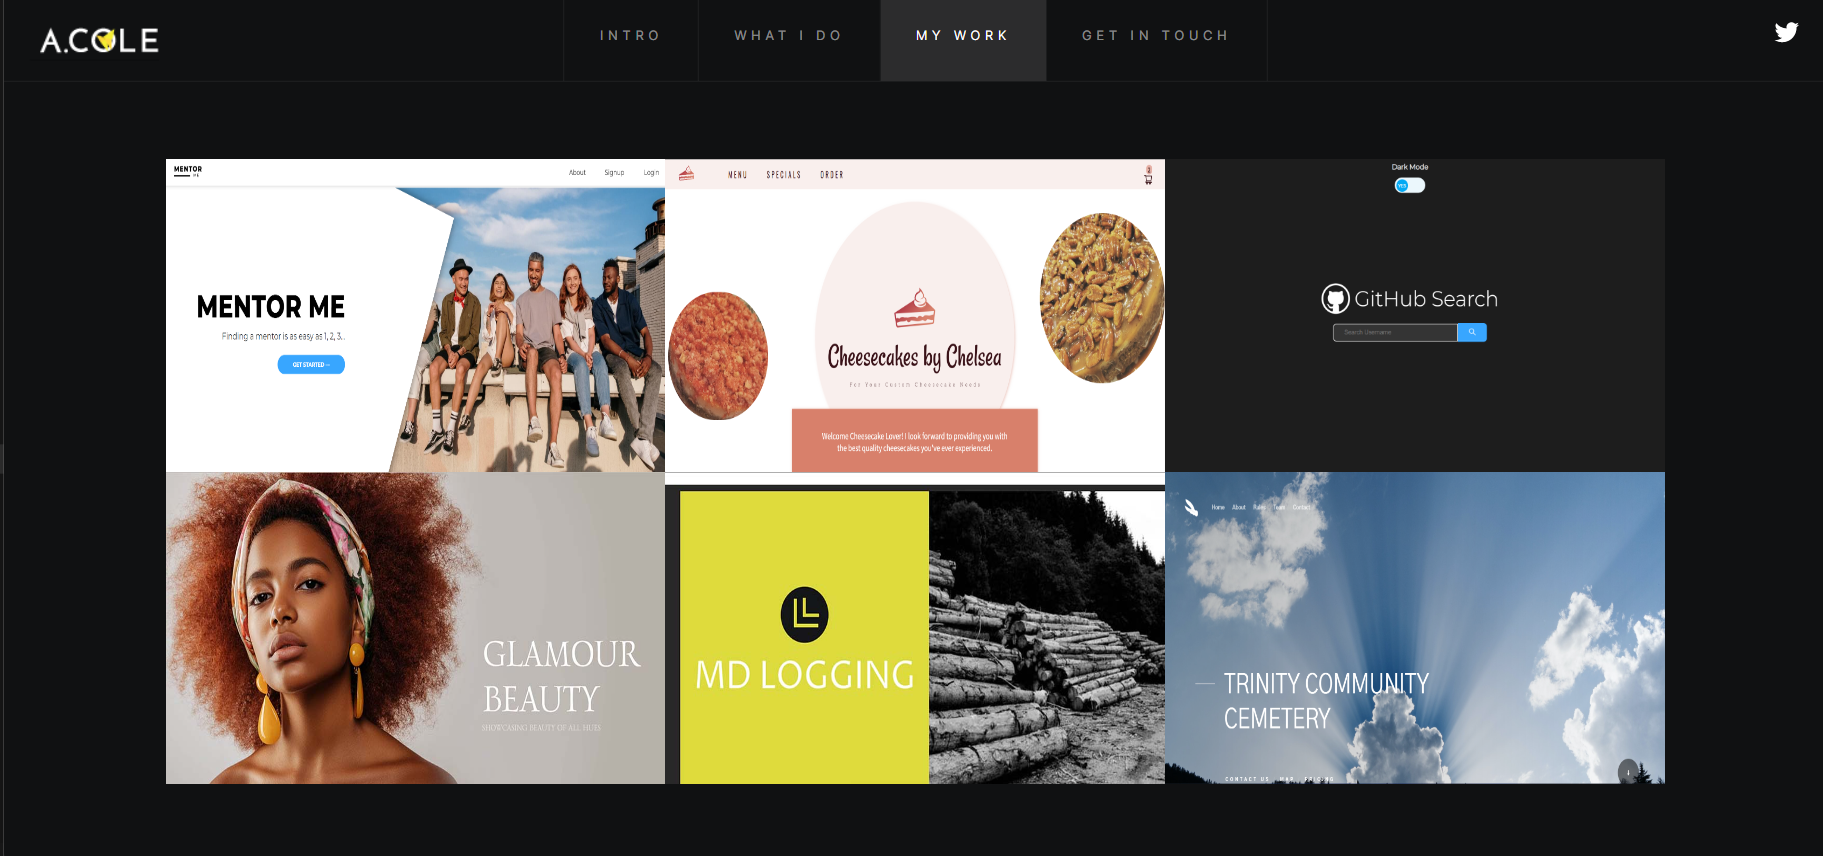 A.COLE
INTRO
WHAT I DO
MY WORK
GET IN TOUCH
MENTOR
ME
About
Signup
Login
MENTOR ME
Finding a mentor is as easy as 1, 2, 3..
GET STARTED
MENU
SPECIALS
ORDER
Cheesecakes by Chelsea
For Your Custom Cheesecake Needs
Welcome Cheesecake Lover! I look forward to providing you with
the best quality cheesecakes you've ever experienced.
Dark Mode
YES
GitHub Search
Search Username
GLAMOUR
BEAUTY
SHOWCASING BEAUTY OF ALL HUES
MD LOGGING
Home
About
Rules
Team
Contact
TRINITY COMMUNITY
CEMETERY
CONTACT US
MAP
PRICING